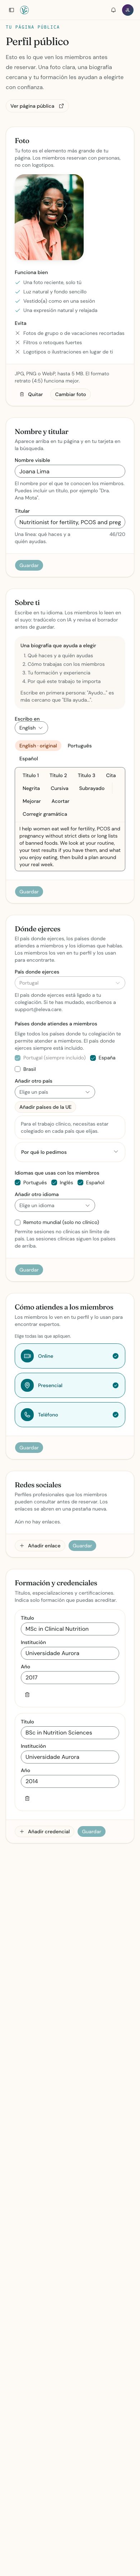 JL
TU PÁGINA PÚBLICA
Perfil público
Esto es lo que ven los miembros antes
de reservar. Una foto clara, una biografía
cercana y tu formación les ayudan a elegirte
con confianza.
Ver página pública
Foto
Tu foto es el elemento más grande de tu
página. Los miembros reservan con personas,
no con logotipos.
Funciona bien
Una foto reciente, solo tú
Luz natural y fondo sencillo
Vestido(a) como en una sesión
Una expresión natural y relajada
Evita
Fotos de grupo o de vacaciones recortadas
Filtros o retoques fuertes
Logotipos o ilustraciones en lugar de ti
JPG, PNG o WebP, hasta 5 MB. El formato
retrato (4:5) funciona mejor.
Quitar
Cambiar foto
Nombre y titular
Aparece arriba en tu página y en tu tarjeta en
la búsqueda.
Nombre visible
Joana Lima
El nombre por el que te conocen los miembros.
Puedes incluir un título, por ejemplo "Dra.
Ana Moita".
Titular
Nutritionist for fertility, PCOS and preg
Una línea: qué haces y a
quién ayudas.
46/120
Guardar
Sobre ti
Escribe en tu idioma. Los miembros lo leen en
el suyo; tradúcelo con IA y revisa el texto
antes de guardar.
Una biografía que ayuda a elegir
1. Qué haces y a quién ayudas
2. Cómo trabajas con los miembros
3. Tu formación y experiencia
4. Por qué este trabajo te importa
Escribe en primera persona: "Ayudo..." es
más cercano que "Ella ayuda...".
Escribo en
English
English · original
Português
Español
Título 1
Título 2
Título 3
Cita
Negrita
Cursiva
Subrayado
Mejorar
Acortar
Corregir gramática
I help women eat well for fertility, PCOS and
pregnancy without strict diets or long lists
of banned foods. We look at your routine,
your test results if you have them, and what
you enjoy eating, then build a plan around
your real week.
Guardar
Dónde ejerces
El país donde ejerces, los países donde
atiendes a miembros y los idiomas que hablas.
Los miembros los ven en tu perfil y los usan
para encontrarte.
País donde ejerces
Portugal
El país donde ejerces está ligado a tu
colegiación. Si se ha mudado, escríbenos a
support@steva.care.
Países donde atiendes a miembros
Elige todos los países donde tu colegiación te
permite atender a miembros. El país donde
ejerces siempre está incluido.
Portugal (siempre incluido)
España
Brasil
Añadir otro país
Elige un país
Añadir países de la UE
Para el trabajo clínico, necesitas estar
colegiado en cada país que elijas.
Por qué lo pedimos
Idiomas que usas con los miembros
Português
Inglés
Español
Añadir otro idioma
Elige un idioma
Remoto mundial (solo no clínico)
Permite sesiones no clínicas sin límite de
país. Las sesiones clínicas siguen los países
de arriba.
Guardar
Cómo atiendes a los miembros
Los miembros lo ven en tu perfil y lo usan para
encontrar expertos.
Elige todas las que apliquen.
Online
Presencial
Teléfono
Guardar
Redes sociales
Perfiles profesionales que los miembros
pueden consultar antes de reservar. Los
enlaces se abren en una pestaña nueva.
Aún no hay enlaces.
Añadir enlace
Guardar
Formación y credenciales
Títulos, especializaciones y certificaciones.
Indica solo formación que puedas acreditar.
Título
MSc in Clinical Nutrition
Institución
Universidade Aurora
Año
2017
Título
BSc in Nutrition Sciences
Institución
Universidade Aurora
Año
2014
Añadir credencial
Guardar